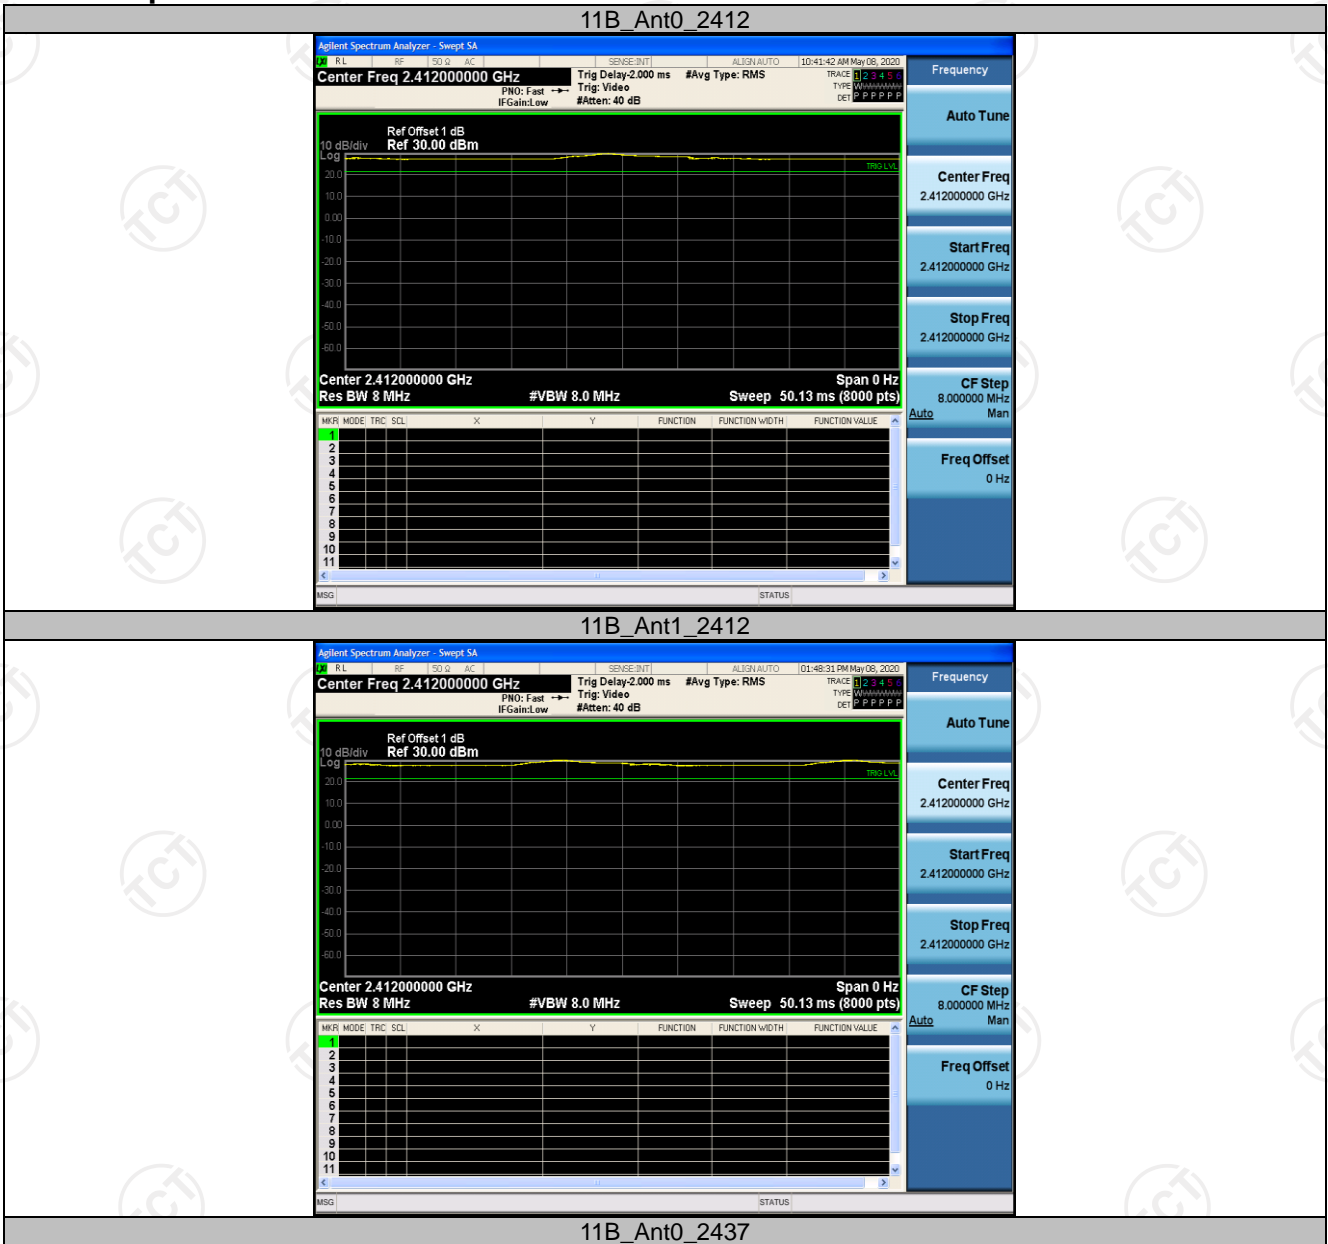 11B_Ant0_2412
Agilent Spectrum Analyzer - Swept SA
RL RF 50 Ω AC SENSE:INT ALIGN AUTO 10:41:42 AM May 08, 2020
Center Freq 2.412000000 GHz
PNO: Fast
IFGain:Low
Trig Delay-2.000 ms #Avg Type: RMS
Trig: Video
#Atten: 40 dB
TRACE 1 2 3 4 5 6
TYPE W
DET P P P P P P
Frequency
Auto Tune
Ref Offset 1 dB
10 dB/div Ref 30.00 dBm
Log
TRIG LVL
20.0
10.0
0.00
-10.0
-20.0
-30.0
-40.0
-50.0
-60.0
Center 2.412000000 GHz Span 0 Hz
Res BW 8 MHz #VBW 8.0 MHz Sweep 50.13 ms (8000 pts)
Center Freq
2.412000000 GHz
Start Freq
2.412000000 GHz
Stop Freq
2.412000000 GHz
CF Step
8.000000 MHz
Auto Man
Freq Offset
0 Hz
MKR MODE TRC SCL X Y FUNCTION FUNCTION WIDTH FUNCTION VALUE
1
2
3
4
5
6
7
8
9
10
11
MSG STATUS
11B_Ant1_2412
Agilent Spectrum Analyzer - Swept SA
RL RF 50 Ω AC SENSE:INT ALIGN AUTO 01:48:31 PM May 08, 2020
Center Freq 2.412000000 GHz
PNO: Fast
IFGain:Low
Trig Delay-2.000 ms #Avg Type: RMS
Trig: Video
#Atten: 40 dB
TRACE 1 2 3 4 5 6
TYPE W
DET P P P P P P
Frequency
Auto Tune
Ref Offset 1 dB
10 dB/div Ref 30.00 dBm
Log
TRIG LVL
20.0
10.0
0.00
-10.0
-20.0
-30.0
-40.0
-50.0
-60.0
Center 2.412000000 GHz Span 0 Hz
Res BW 8 MHz #VBW 8.0 MHz Sweep 50.13 ms (8000 pts)
Center Freq
2.412000000 GHz
Start Freq
2.412000000 GHz
Stop Freq
2.412000000 GHz
CF Step
8.000000 MHz
Auto Man
Freq Offset
0 Hz
MKR MODE TRC SCL X Y FUNCTION FUNCTION WIDTH FUNCTION VALUE
1
2
3
4
5
6
7
8
9
10
11
MSG STATUS
11B_Ant0_2437
TCT
TCT
TCT
TCT
TCT
TCT
TCT
TCT